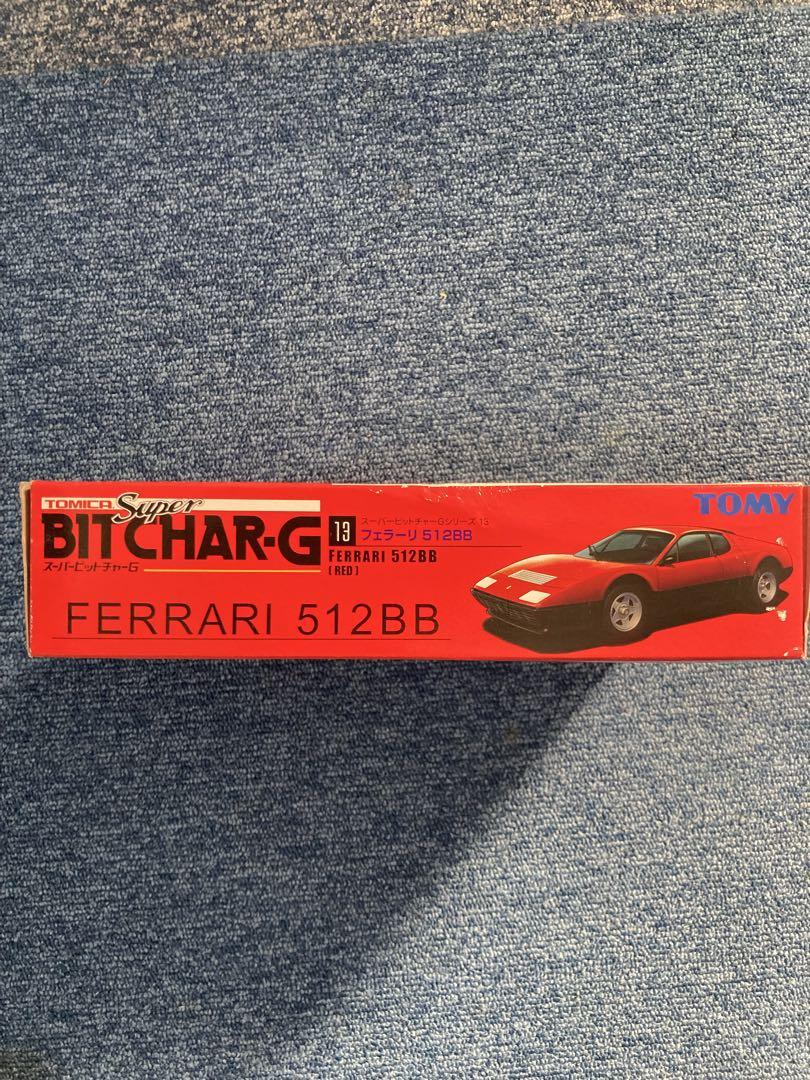 TOMICA Super
BIT CHAR-G
スーパービットチャーG
13
スーパービットチャーGシリーズ 13
フェラーリ 512BB
FERRARI 512BB
(RED)
FERRARI 512BB
TOMY